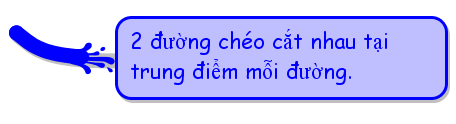 2 đường chéo cắt nhau tại
trung điểm mỗi đường.